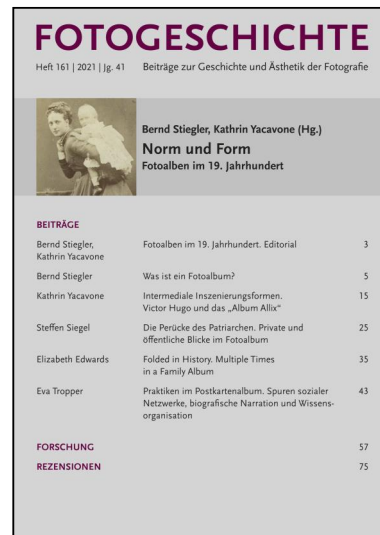 FOTOGESCHICHTE
Heft 161 | 2021 | Jg. 41 Beiträge zur Geschichte und Ästhetik der Fotografie
Bernd Stiegler, Kathrin Yacavone (Hg.)
Norm und Form
Fotoalben im 19. Jahrhundert
BEITRÄGE
Bernd Stiegler, Fotoalben im 19. Jahrhundert. Editorial 3
Kathrin Yacavone
Bernd Stiegler Was ist ein Fotoalbum? 5
Kathrin Yacavone Intermediale Inszenierungsformen. 15
Victor Hugo und das „Album Allix“
Steffen Siegel Die Perücke des Patriarchen. Private und 25
öffentliche Blicke im Fotoalbum
Elizabeth Edwards Folded in History. Multiple Times 35
in a Family Album
Eva Tropper Praktiken im Postkartenalbum. Spuren sozialer 43
Netzwerke, biografische Narration und Wissens-
organisation
FORSCHUNG 57
REZENSIONEN 75